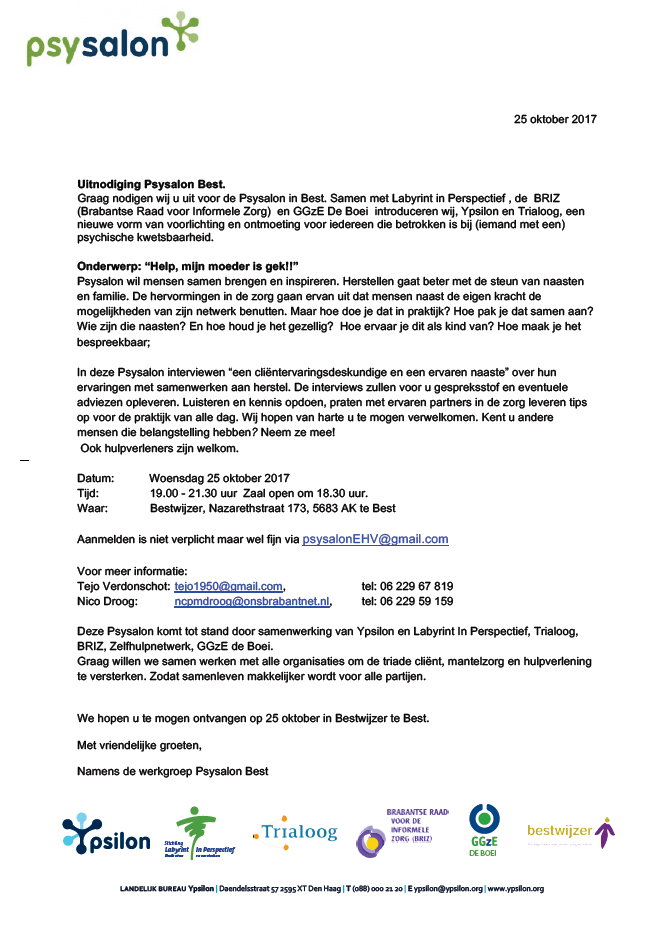 psysalon
25 oktober 2017
Uitnodiging Psysalon Best.
Graag nodigen wij u uit voor de Psysalon in Best. Samen met Labyrint in Perspectief , de BRIZ
(Brabantse Raad voor Informele Zorg) en GGzE De Boei introduceren wij, Ypsilon en Trialoog, een
nieuwe vorm van voorlichting en ontmoeting voor iedereen die betrokken is bij (iemand met een)
psychische kwetsbaarheid.
Onderwerp: “Help, mijn moeder is gek!!”
Psysalon wil mensen samen brengen en inspireren. Herstellen gaat beter met de steun van naasten
en familie. De hervormingen in de zorg gaan ervan uit dat mensen naast de eigen kracht de
mogelijkheden van zijn netwerk benutten. Maar hoe doe je dat in praktijk? Hoe pak je dat samen aan?
Wie zijn die naasten? En hoe houd je het gezellig? Hoe ervaar je dit als kind van? Hoe maak je het
bespreekbaar;
In deze Psysalon interviewen “een cliëntervaringsdeskundige en een ervaren naaste” over hun
ervaringen met samenwerken aan herstel. De interviews zullen voor u gespreksstof en eventuele
adviezen opleveren. Luisteren en kennis opdoen, praten met ervaren partners in de zorg leveren tips
op voor de praktijk van alle dag. Wij hopen van harte u te mogen verwelkomen. Kent u andere
mensen die belangstelling hebben? Neem ze mee!
Ook hulpverleners zijn welkom.
Datum: Woensdag 25 oktober 2017
Tijd: 19.00 - 21.30 uur Zaal open om 18.30 uur.
Waar: Bestwijzer, Nazarethstraat 173, 5683 AK te Best
Aanmelden is niet verplicht maar wel fijn via psysalonEHV@gmail.com
Voor meer informatie:
Tejo Verdonschot: tejo1950@gmail.com, tel: 06 229 67 819
Nico Droog: ncpmdroog@onsbrabantnet.nl, tel: 06 229 59 159
Deze Psysalon komt tot stand door samenwerking van Ypsilon en Labyrint In Perspectief, Trialoog,
BRIZ, Zelfhulpnetwerk, GGzE de Boei.
Graag willen we samen werken met alle organisaties om de triade cliënt, mantelzorg en hulpverlening
te versterken. Zodat samenleven makkelijker wordt voor alle partijen.
We hopen u te mogen ontvangen op 25 oktober in Bestwijzer te Best.
Met vriendelijke groeten,
Namens de werkgroep Psysalon Best
Ypsilon
Stichting
Labyrint In Perspectief
Trialoog
BRABANTSE RAAD
VOOR DE
INFORMELE
ZORG (BRIZ)
GGzE
DE BOEI
bestwijzer
LANDELIJK BUREAU Ypsilon | Daendelsstraat 57 2595 XT Den Haag | T (088) 000 21 20 | E ypsilon@ypsilon.org | www.ypsilon.org